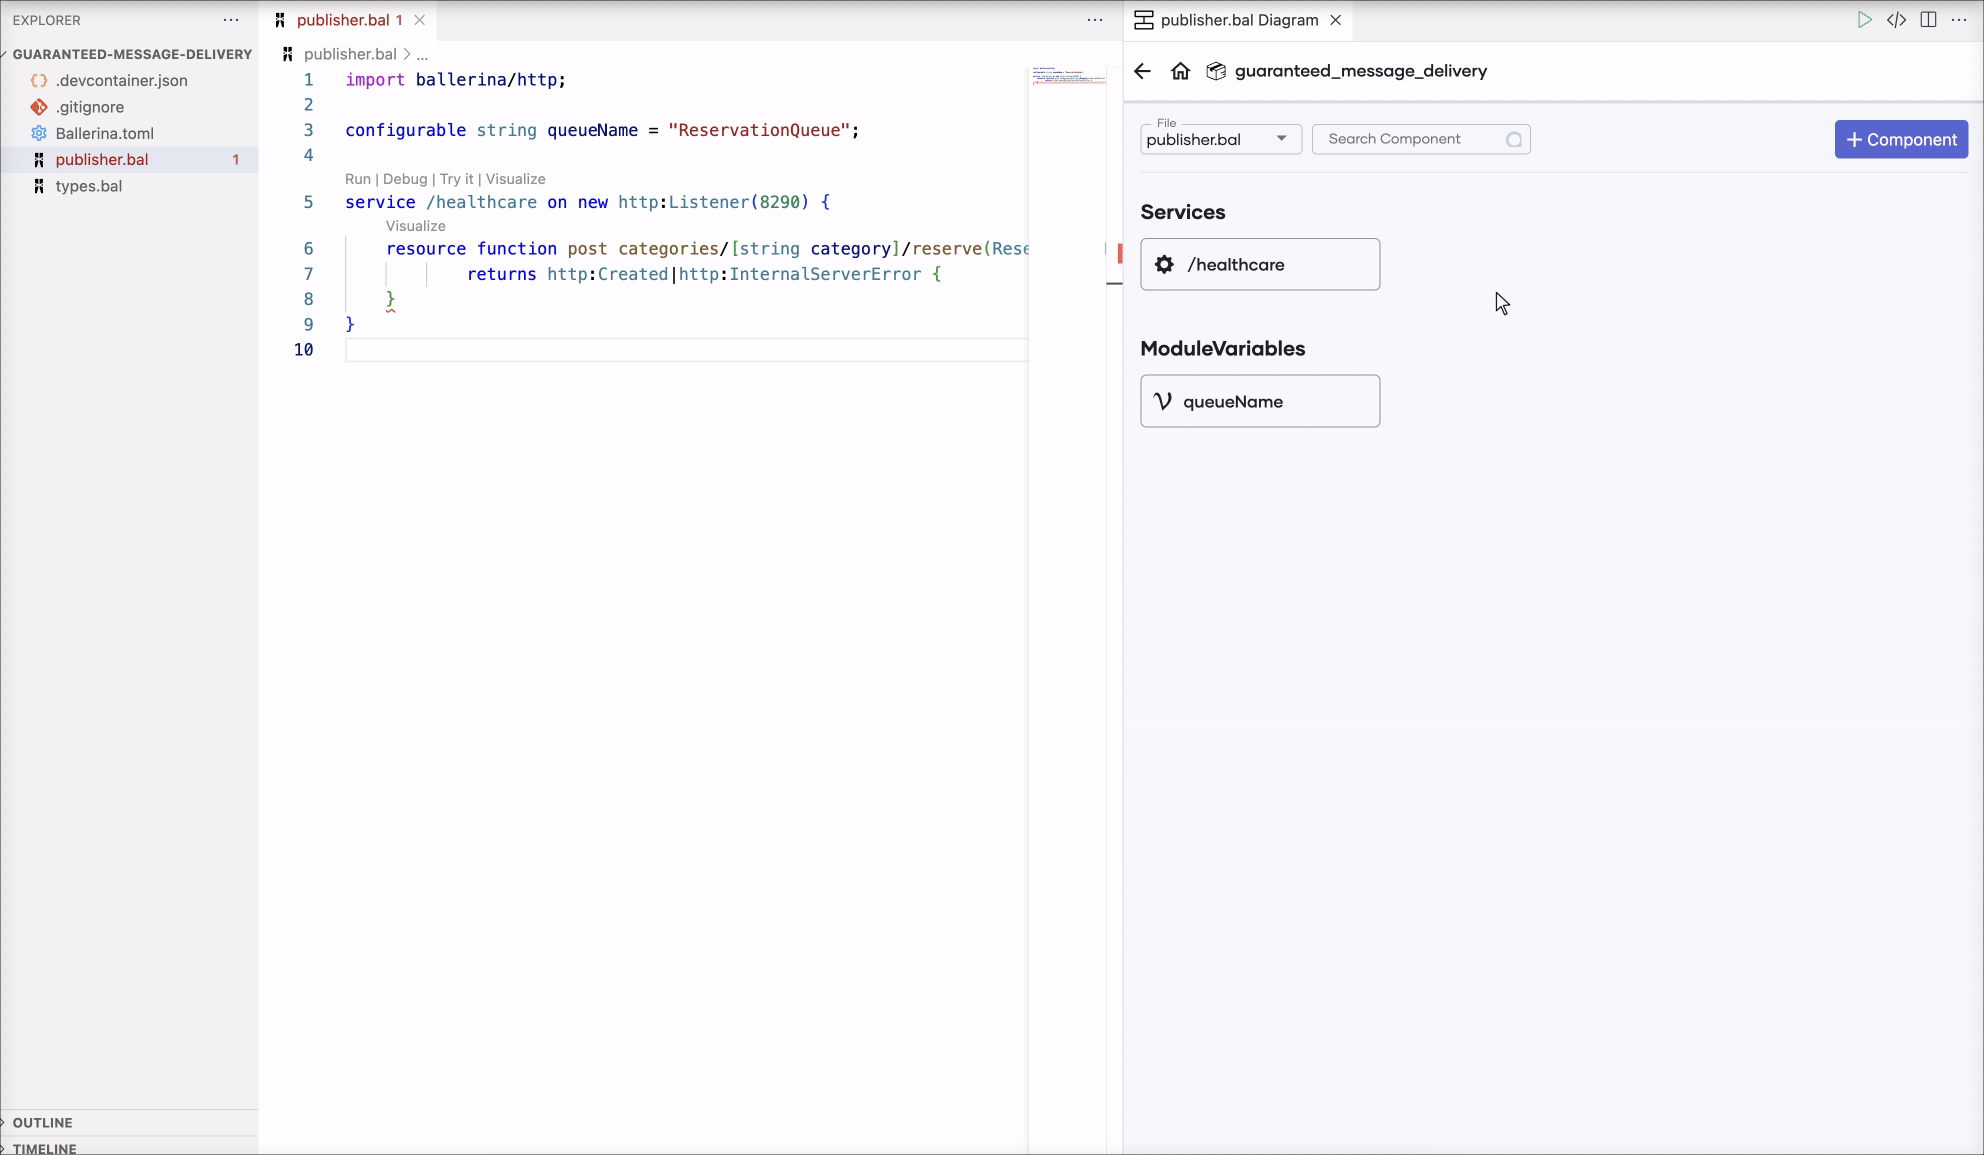 EXPLORER
GUARANTEED-MESSAGE-DELIVERY
.devcontainer.json
.gitignore
Ballerina.toml
publisher.bal 1
types.bal
OUTLINE
TIMELINE
publisher.bal 1
publisher.bal > ...
1 import ballerina/http;
2
3 configurable string queueName = "ReservationQueue";
4
Run | Debug | Try it | Visualize
5 service /healthcare on new http:Listener(8290) {
Visualize
6 resource function post categories/[string category]/reserve(Rese
7 returns http:Created|http:InternalServerError {
8 }
9 }
10
publisher.bal Diagram
guaranteed_message_delivery
File
publisher.bal
Search Component
+ Component
Services
/healthcare
ModuleVariables
queueName